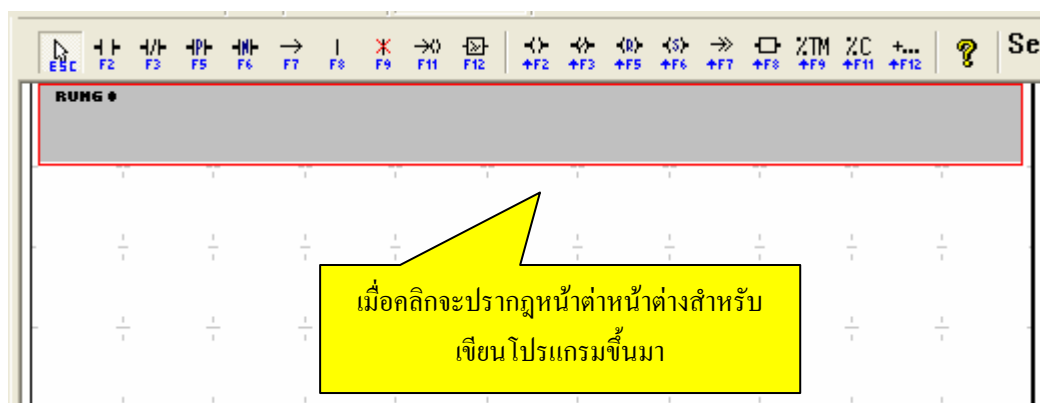 %TM %C +...
Se
ESC F2 F3 F5 F6 F7 F8 F9 F11 F12 F2 F3 F5 F6 F7 F8 F9 F11 F12
RUNG 0
เมื่อคลิกจะปรากฎหน้าต่าหน้าต่างสำหรับ
เขียนโปรแกรมขึ้นมา